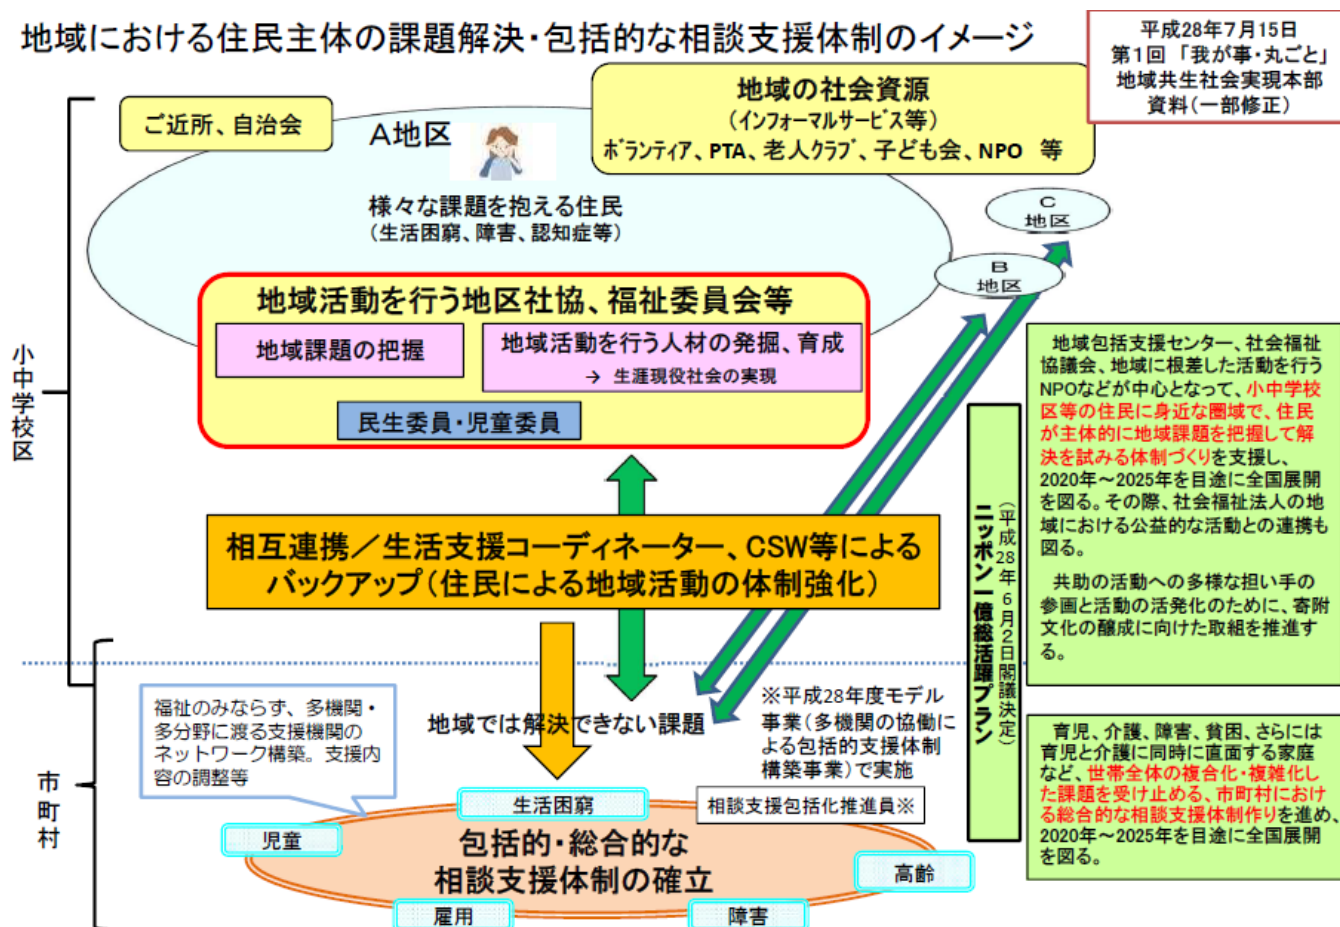 地域における住民主体の課題解決・包括的な相談支援体制のイメージ
平成28年7月15日
第1回 「我が事・丸ごと」
地域共生社会実現本部
資料（一部修正）
ご近所、自治会
A地区
地域の社会資源
（インフォーマルサービス等）
ボランティア、PTA、老人クラブ、子ども会、NPO 等
様々な課題を抱える住民
（生活困窮、障害、認知症等）
C
地区
B
地区
小中学校区
地域活動を行う地区社協、福祉委員会等
地域課題の把握
地域活動を行う人材の発掘、育成
→ 生涯現役社会の実現
民生委員・児童委員
相互連携／生活支援コーディネーター、CSW等による
バックアップ（住民による地域活動の体制強化）
ニッポン一億総活躍プラン
（平成28年6月2日閣議決定）
地域包括支援センター、社会福祉
協議会、地域に根差した活動を行う
NPOなどが中心となって、小中学校
区等の住民に身近な圏域で、住民
が主体的に地域課題を把握して解
決を試みる体制づくりを支援し、
2020年～2025年を目途に全国展開
を図る。その際、社会福祉法人の地
域における公益的な活動との連携も
図る。
共助の活動への多様な担い手の
参画と活動の活発化のために、寄附
文化の醸成に向けた取組を推進す
る。
市町村
福祉のみならず、多機関・
多分野に渡る支援機関の
ネットワーク構築。支援内
容の調整等
地域では解決できない課題
※平成28年度モデル
事業（多機関の協働に
よる包括的支援体制
構築事業）で実施
相談支援包括化推進員※
生活困窮
児童
包括的・総合的な
相談支援体制の確立
高齢
雇用
障害
育児、介護、障害、貧困、さらには
育児と介護に同時に直面する家庭
など、世帯全体の複合化・複雑化し
た課題を受け止める、市町村におけ
る総合的な相談支援体制作りを進め、
2020年～2025年を目途に全国展開
を図る。